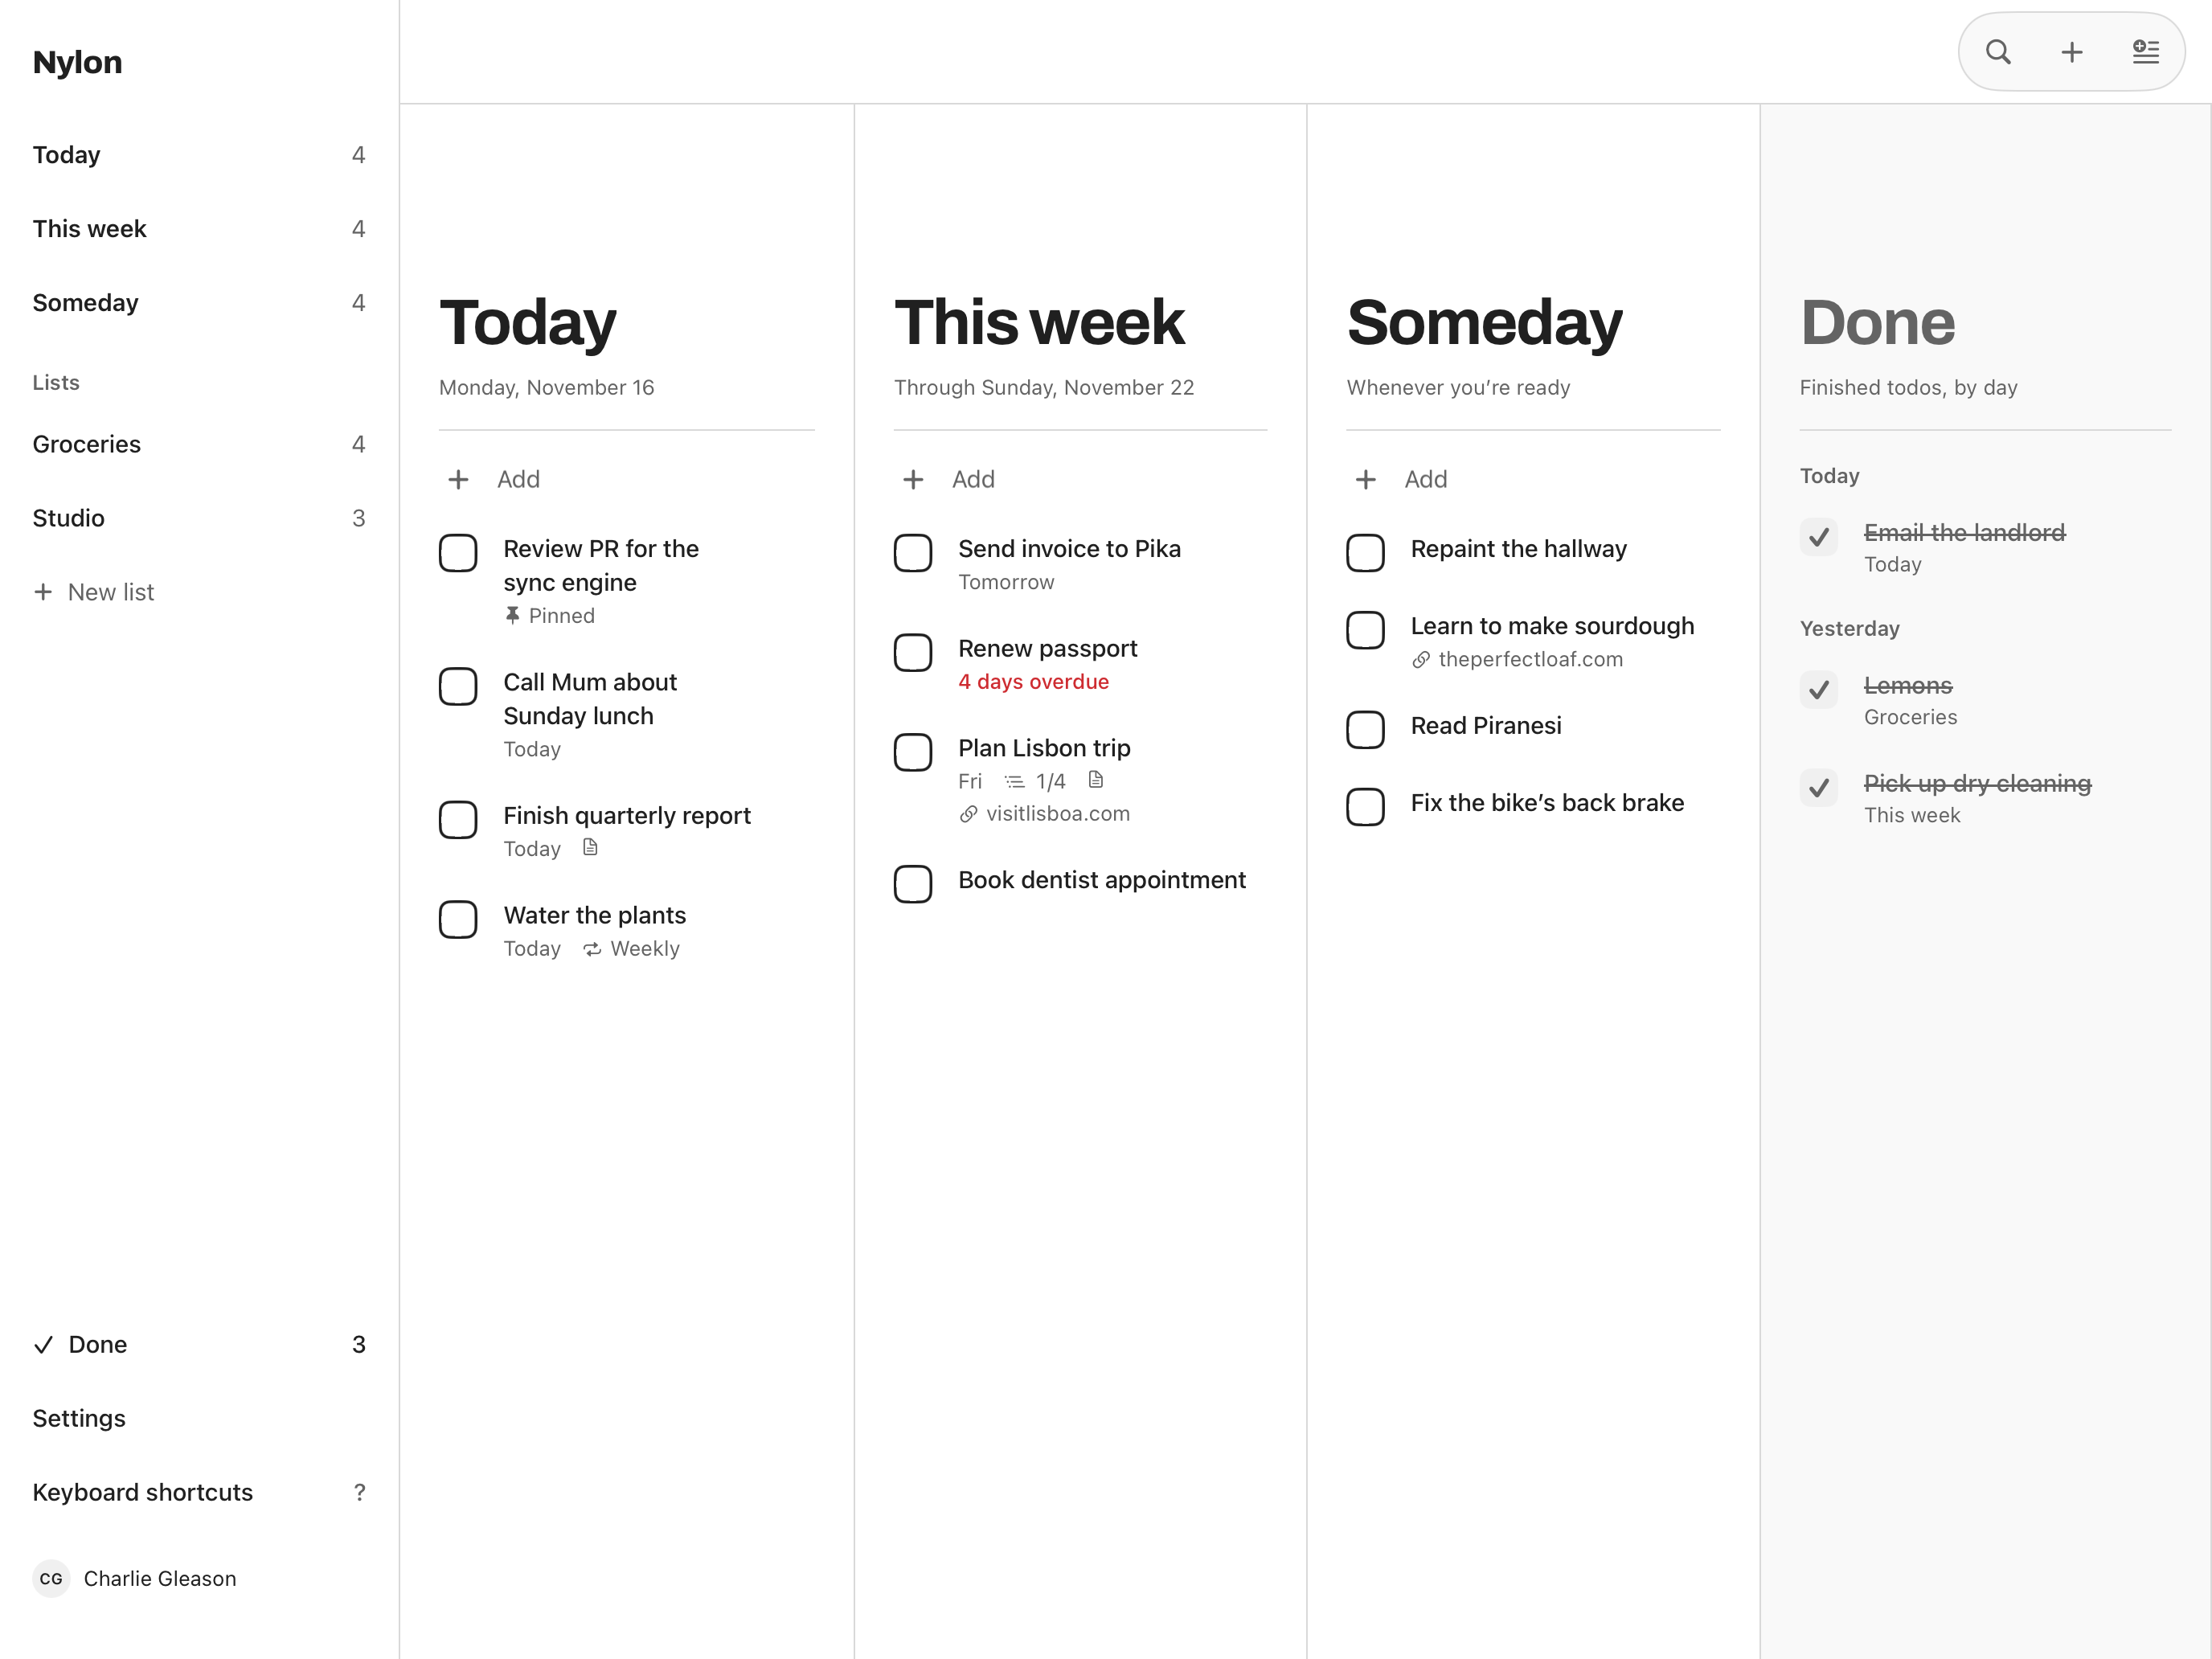 Nylon
Today 4
This week 4
Someday 4
Lists
Groceries 4
Studio 3
New list
Done 3
Settings
Keyboard shortcuts ?
CG Charlie Gleason
Today
Monday, November 16
Add
Review PR for the
sync engine
Pinned
Call Mum about
Sunday lunch
Today
Finish quarterly report
Today
Water the plants
Today Weekly
This week
Through Sunday, November 22
Add
Send invoice to Pika
Tomorrow
Renew passport
4 days overdue
Plan Lisbon trip
Fri 1/4
visitlisboa.com
Book dentist appointment
Someday
Whenever you’re ready
Add
Repaint the hallway
Learn to make sourdough
theperfectloaf.com
Read Piranesi
Fix the bike’s back brake
Done
Finished todos, by day
Today
Email the landlord
Today
Yesterday
Lemons
Groceries
Pick up dry cleaning
This week